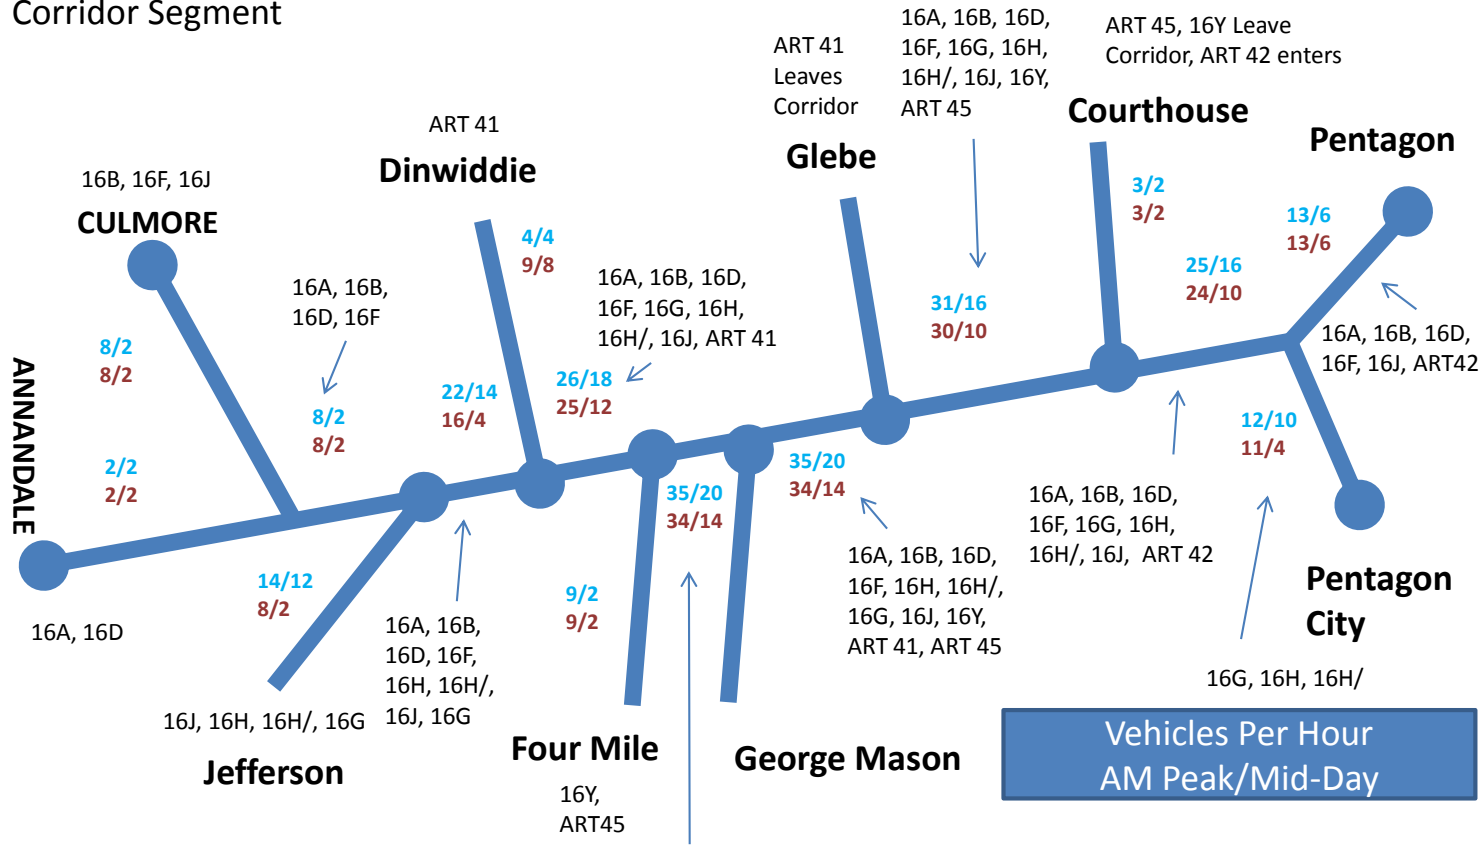 Corridor Segment
16A, 16B, 16D,
16F, 16G, 16H,
16H/, 16J, 16Y,
ART 45
ART 41
Leaves
Corridor
ART 45, 16Y Leave
Corridor, ART 42 enters
Courthouse
Pentagon
Glebe
ART 41
Dinwiddie
16B, 16F, 16J
CULMORE
3/2
3/2
13/6
13/6
4/4
9/8
25/16
24/10
16A, 16B,
16D, 16F
16A, 16B, 16D,
16F, 16G, 16H,
16H/, 16J, ART 41
31/16
30/10
16A, 16B, 16D,
16F, 16J, ART42
8/2
8/2
ANNANDALE
8/2
8/2
22/14
16/4
26/18
25/12
12/10
11/4
2/2
2/2
35/20
34/14
35/20
34/14
16A, 16B, 16D,
16F, 16G, 16H,
16H/, 16J, ART 42
16A, 16B, 16D,
16F, 16H, 16H/,
16G, 16J, 16Y,
ART 41, ART 45
14/12
8/2
9/2
9/2
Pentagon
City
16A, 16D
16A, 16B,
16D, 16F,
16H, 16H/,
16J, 16G
16G, 16H, 16H/
16J, 16H, 16H/, 16G
Jefferson
Four Mile
George Mason
16Y,
ART45
Vehicles Per Hour
AM Peak/Mid-Day